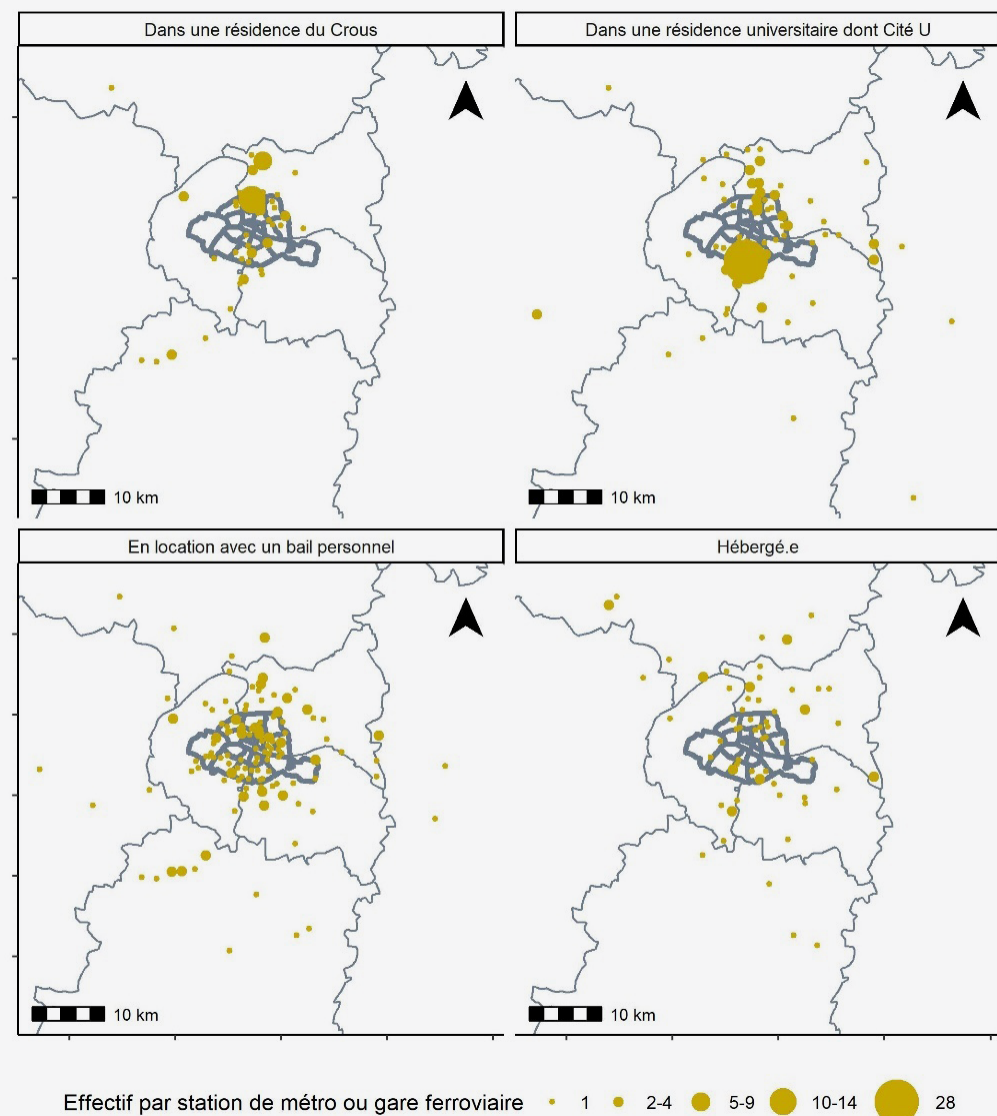 Dans une résidence du Crous
Dans une résidence universitaire dont Cité U
10 km
10 km
En location avec un bail personnel
Hébergé.e
10 km
10 km
Effectif par station de métro ou gare ferroviaire 1 2-4 5-9 10-14 28